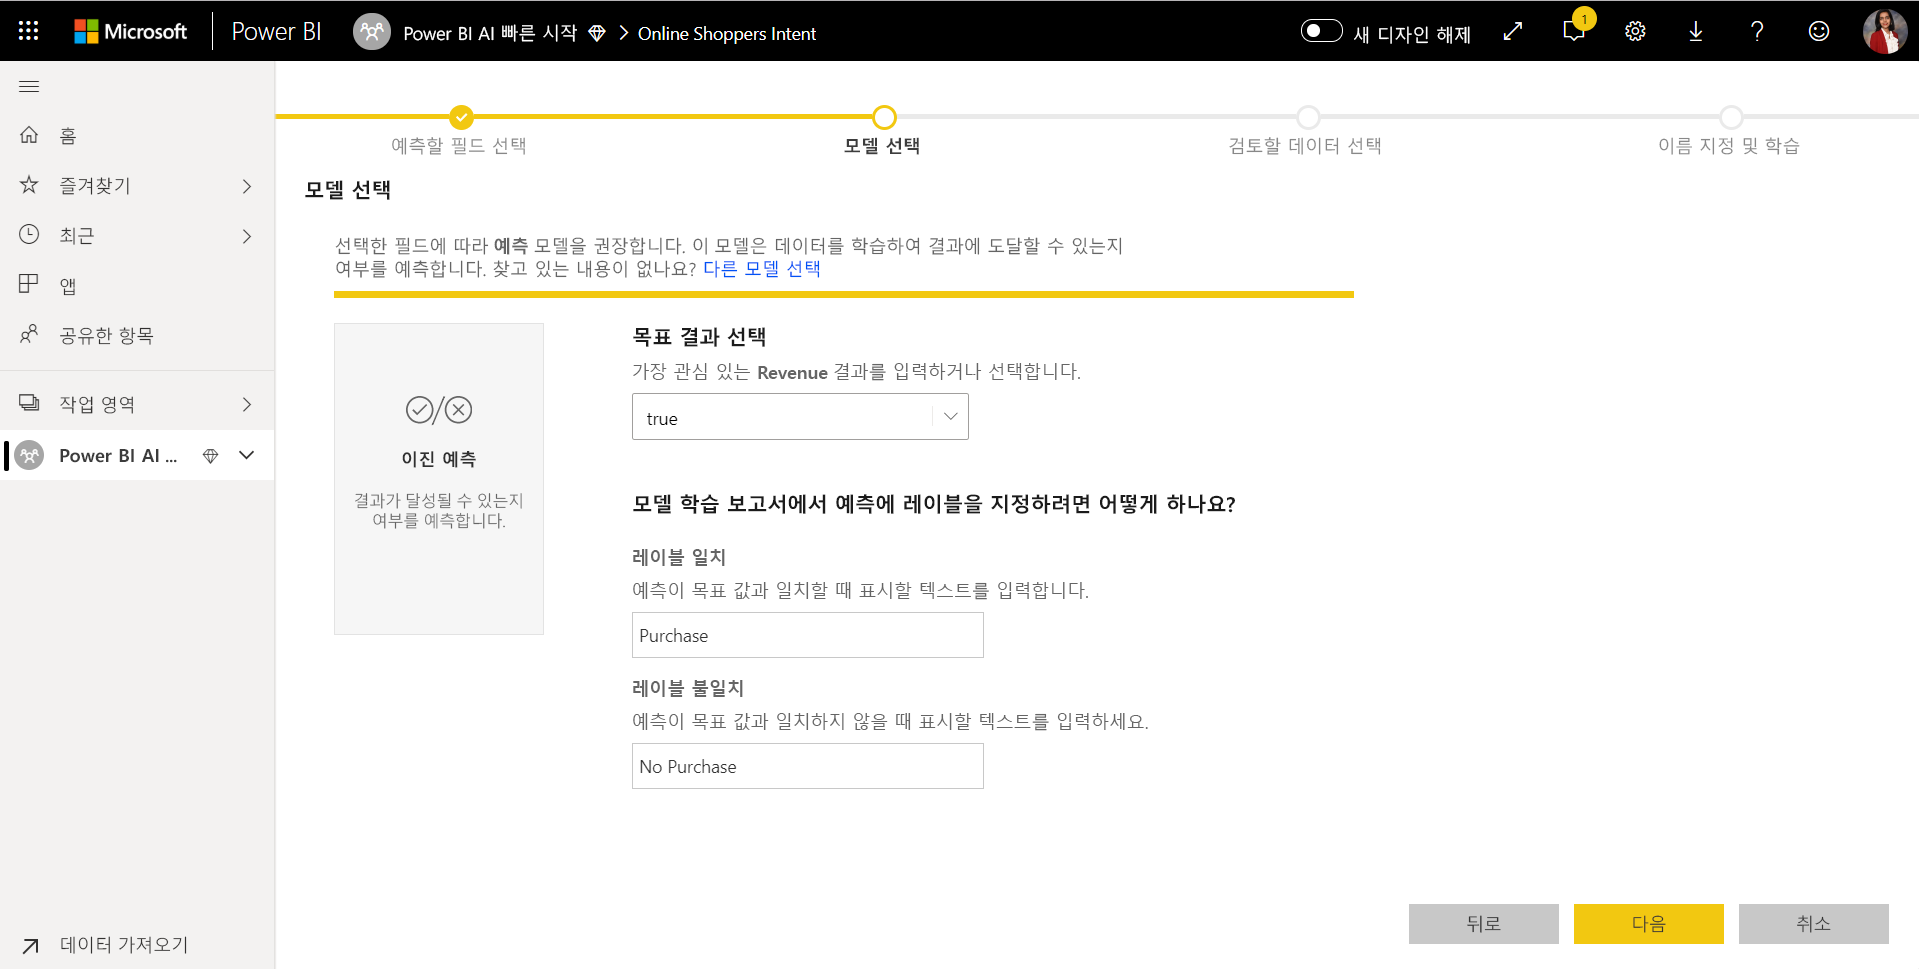 Microsoft
Power BI
Power BI AI 빠른 시작
Online Shoppers Intent
새 디자인 해제
1
홈
즐겨찾기
최근
앱
공유한 항목
작업 영역
Power BI AI ...
데이터 가져오기
예측할 필드 선택
모델 선택
검토할 데이터 선택
이름 지정 및 학습
모델 선택
선택한 필드에 따라 예측 모델을 권장합니다. 이 모델은 데이터를 학습하여 결과에 도달할 수 있는지
여부를 예측합니다. 찾고 있는 내용이 없나요? 다른 모델 선택
이진 예측
결과가 달성될 수 있는지
여부를 예측합니다.
목표 결과 선택
가장 관심 있는 Revenue 결과를 입력하거나 선택합니다.
true
모델 학습 보고서에서 예측에 레이블을 지정하려면 어떻게 하나요?
레이블 일치
예측이 목표 값과 일치할 때 표시할 텍스트를 입력합니다.
Purchase
레이블 불일치
예측이 목표 값과 일치하지 않을 때 표시할 텍스트를 입력하세요.
No Purchase
뒤로
다음
취소